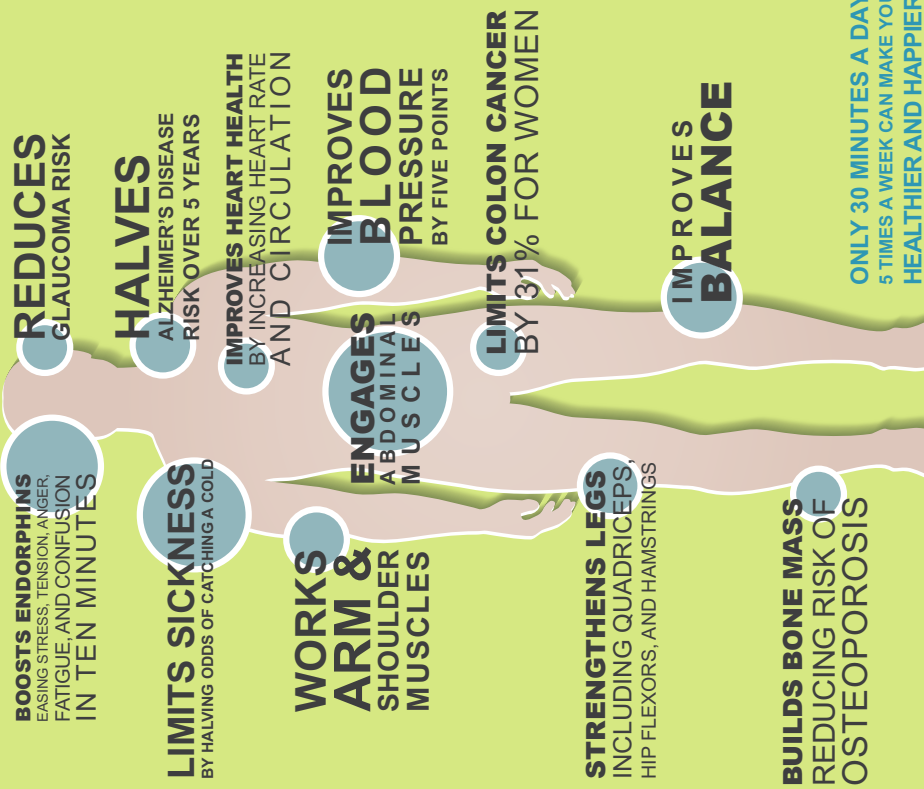 BOOSTS ENDORPHINS
EASING STRESS, TENSION, ANGER,
FATIGUE, AND CONFUSION
IN TEN MINUTES
REDUCES
GLAUCOMA RISK
LIMITS SICKNESS
BY HALVING ODDS OF CATCHING A COLD
HALVES
ALZHEIMER'S DISEASE
RISK OVER 5 YEARS
IMPROVES HEART HEALTH
BY INCREASING HEART RATE
AND CIRCULATION
WORKS
ARM &
SHOULDER
MUSCLES
ENGAGES
ABDOMINAL
MUSCLES
IMPROVES
BLOOD
PRESSURE
BY FIVE POINTS
LIMITS COLON CANCER
BY 31% FOR WOMEN
STRENGTHENS LEGS
INCLUDING QUADRICEPS,
HIP FLEXORS, AND HAMSTRINGS
IMPROVES
BALANCE
BUILDS BONE MASS
REDUCING RISK OF
OSTEOPOROSIS
ONLY 30 MINUTES A DAY
5 TIMES A WEEK CAN MAKE YOU
HEALTHIER AND HAPPIER